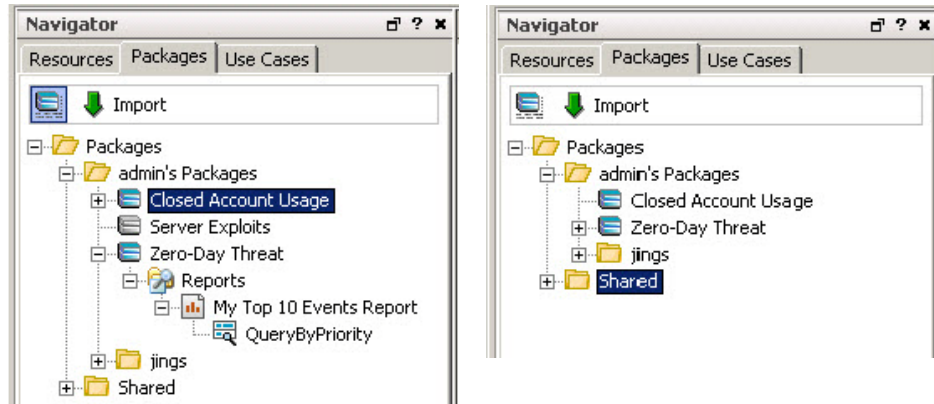 Navigator ?
Resources Packages Use Cases
Import
Packages
admin's Packages
Closed Account Usage
Server Exploits
Zero-Day Threat
Reports
My Top 10 Events Report
QueryByPriority
jings
Shared
Navigator ?
Resources Packages Use Cases
Import
Packages
admin's Packages
Closed Account Usage
Zero-Day Threat
jings
Shared